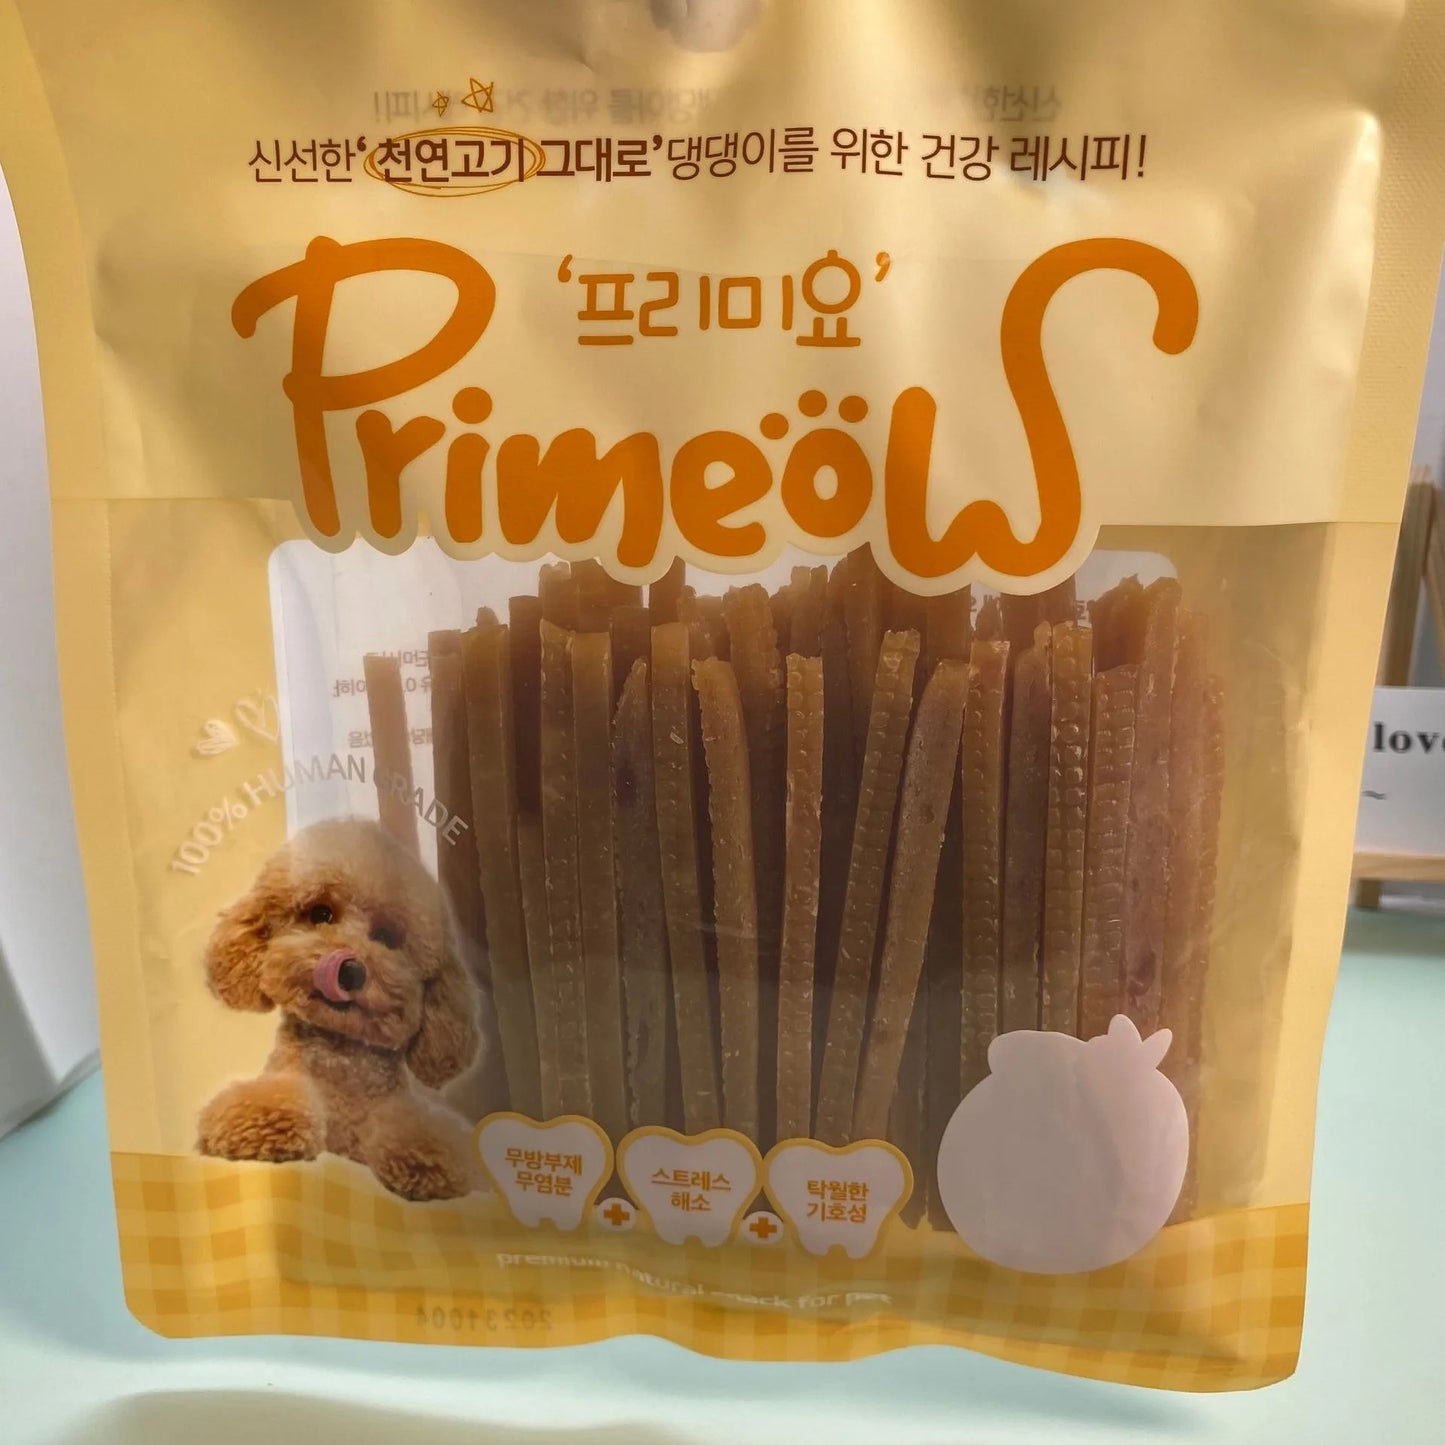 신선한 '천연고기 그대로' 댕댕이를 위한 건강 레시피!
'프리미요'
Primeow
100% HUMAN GRADE
무방부제
무염분
스트레스
해소
탁월한
기호성
premium natural snack for pet
20231004
love
~